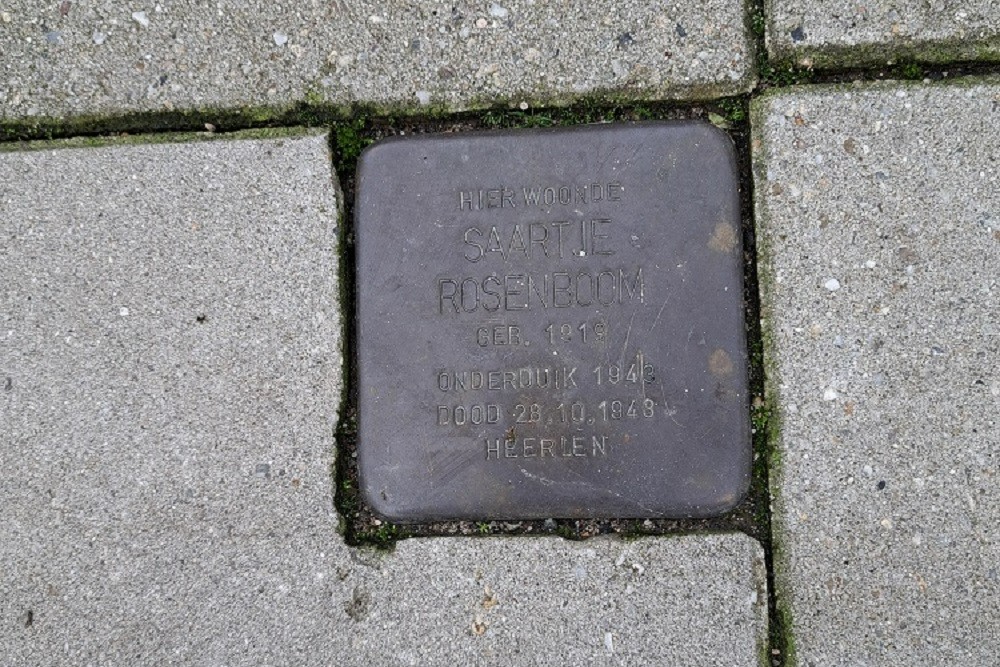 HIER WOONDE
SAARTJE
ROSENBOOM
GEB. 1919
ONDERDUIK 1943
DOOD 28.10.1943
HEERLEN